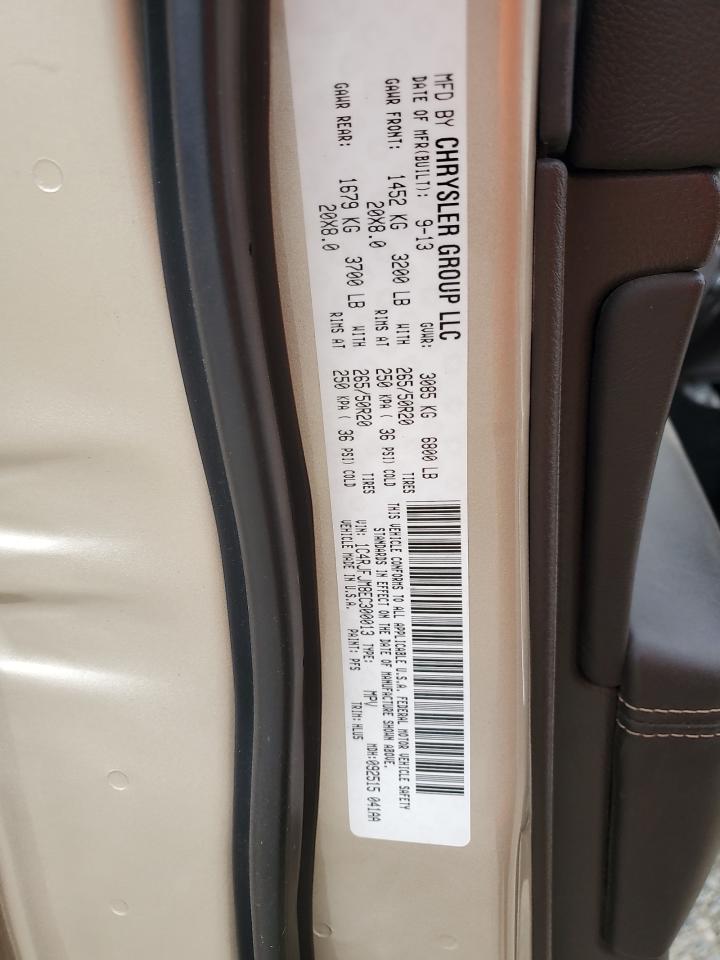 MFD BY CHRYSLER GROUP LLC
DATE OF MFR(BUILT): 9-13 GVWR: 3085 KG 6800 LB
GAWR FRONT: 1452 KG 3200 LB WITH 265/50R20 TIRES
20X8.0 RIMS AT 250 KPA ( 36 PSI) COLD
GAWR REAR: 1679 KG 3700 LB WITH 265/50R20 TIRES
20X8.0 RIMS AT 250 KPA ( 36 PSI) COLD
THIS VEHICLE CONFORMS TO ALL APPLICABLE U.S.A. FEDERAL MOTOR VEHICLE SAFETY
STANDARDS IN EFFECT ON THE DATE OF MANUFACTURE SHOWN ABOVE.
VIN: 1C4RJFJM8EC300013 TYPE: MPV MDH:092515 041AA
VEHICLE MADE IN U.S.A. PAINT: PFS TRIM:HLU5